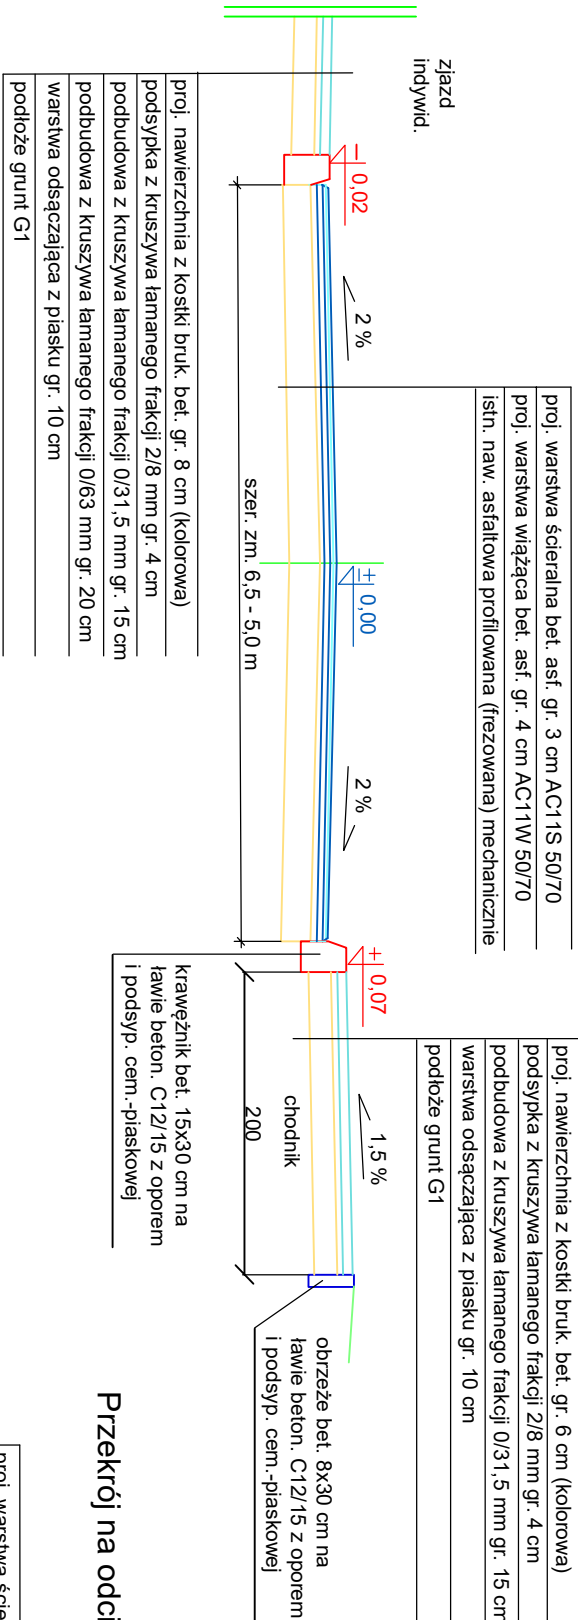 zjazd
indywid.
proj. nawierzchnia z kostki bruk. bet. gr. 8 cm (kolorowa)
podsypka z kruszywa łamanego frakcji 2/8 mm gr. 4 cm
podbudowa z kruszywa łamanego frakcji 0/31,5 mm gr. 15 cm
podbudowa z kruszywa łamanego frakcji 0/63 mm gr. 20 cm
warstwa odsączająca z piasku gr. 10 cm
podłoże grunt G1
– 0,02
2 %
proj. warstwa ścieralna bet. asf. gr. 3 cm AC11S 50/70
proj. warstwa wiążąca bet. asf. gr. 4 cm AC11W 50/70
istn. naw. asfaltowa profilowana (frezowana) mechanicznie
± 0,00
szer. zm. 6,5 - 5,0 m
2 %
+ 0,07
krawężnik bet. 15x30 cm na
ławie beton. C12/15 z oporem
i podsyp. cem.-piaskowej
proj. nawierzchnia z kostki bruk. bet. gr. 6 cm (kolorowa)
podsypka z kruszywa łamanego frakcji 2/8 mm gr. 4 cm
podbudowa z kruszywa łamanego frakcji 0/31,5 mm gr. 15 cm
warstwa odsączająca z piasku gr. 10 cm
podłoże grunt G1
1,5 %
chodnik
200
obrzeże bet. 8x30 cm na
ławie beton. C12/15 z oporem
i podsyp. cem.-piaskowej
Przekrój na odci
proj. warstwa ście